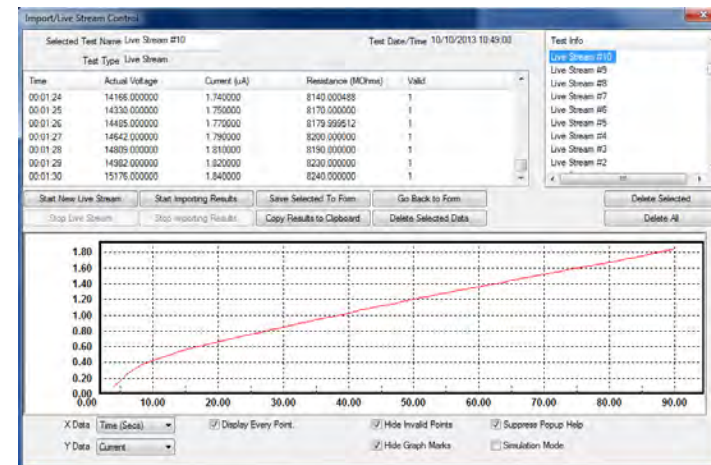 Import/Live Stream Control
Selected Test Name Live Stream #10 Test Date/Time 10/10/2013 10:49:00 Test Info
Test Type Live Stream
Live Stream #10
Live Stream #9
Live Stream #8
Live Stream #7
Live Stream #6
Live Stream #5
Live Stream #4
Live Stream #3
Live Stream #2
Time Actual Voltage Current (uA) Resistance (MOhms) Valid
00:01:24 14166.000000 1.740000 8140.000488 1
00:01:25 14330.000000 1.750000 8170.000000 1
00:01:26 14485.000000 1.770000 8179.999512 1
00:01:27 14642.000000 1.790000 8200.000000 1
00:01:28 14809.000000 1.810000 8190.000000 1
00:01:29 14982.000000 1.820000 8230.000000 1
00:01:30 15176.000000 1.840000 8240.000000 1
Start New Live Stream Start Importing Results Save Selected To Form Go Back to Form Delete Selected
Stop Live Stream Stop Importing Results Copy Results to Clipboard Delete Selected Data Delete All
1.80
1.60
1.40
1.20
1.00
0.80
0.60
0.40
0.20
0.00
0.00 10.00 20.00 30.00 40.00 50.00 60.00 70.00 80.00 90.00
X Data Time (Secs) Display Every Point. Hide Invalid Points Suppress Popup Help
Y Data Current Hide Graph Marks Simulation Mode